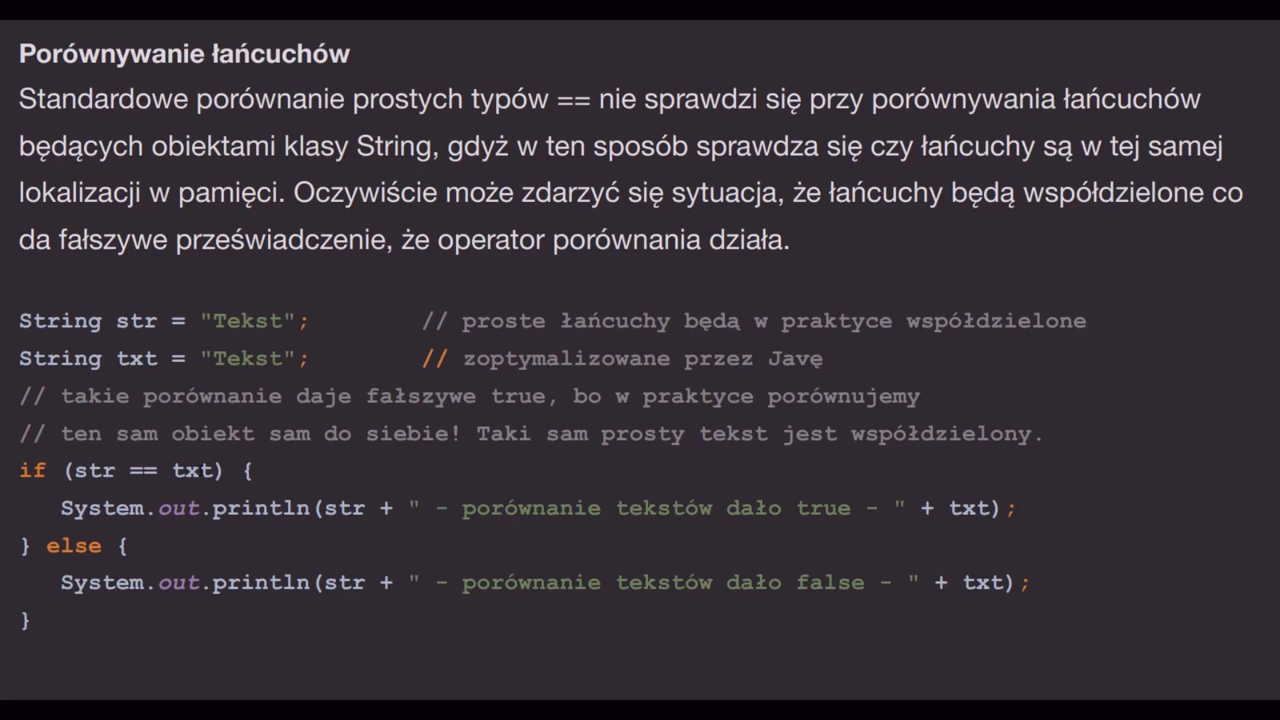 Porównywanie łańcuchów
Standardowe porównanie prostych typów == nie sprawdzi się przy porównywania łańcuchów
będących obiektami klasy String, gdyż w ten sposób sprawdza się czy łańcuchy są w tej samej
lokalizacji w pamięci. Oczywiście może zdarzyć się sytuacja, że łańcuchy będą współdzielone co
da fałszywe przeświadczenie, że operator porównania działa.
String str = "Tekst";        // proste łańcuchy będą w praktyce współdzielone
String txt = "Tekst";        // zoptymalizowane przez Javę
// takie porównanie daje fałszywe true, bo w praktyce porównujemy
// ten sam obiekt sam do siebie! Taki sam prosty tekst jest współdzielony.
if (str == txt) {
   System.out.println(str + " - porównanie tekstów dało true - " + txt);
} else {
   System.out.println(str + " - porównanie tekstów dało false - " + txt);
}